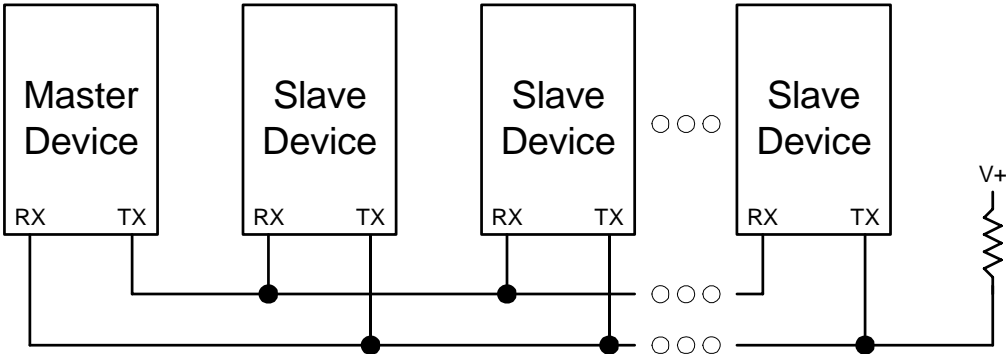 Master
Device
Slave
Device
Slave
Device
Slave
Device
RX TX
RX TX
RX TX
RX TX
V+